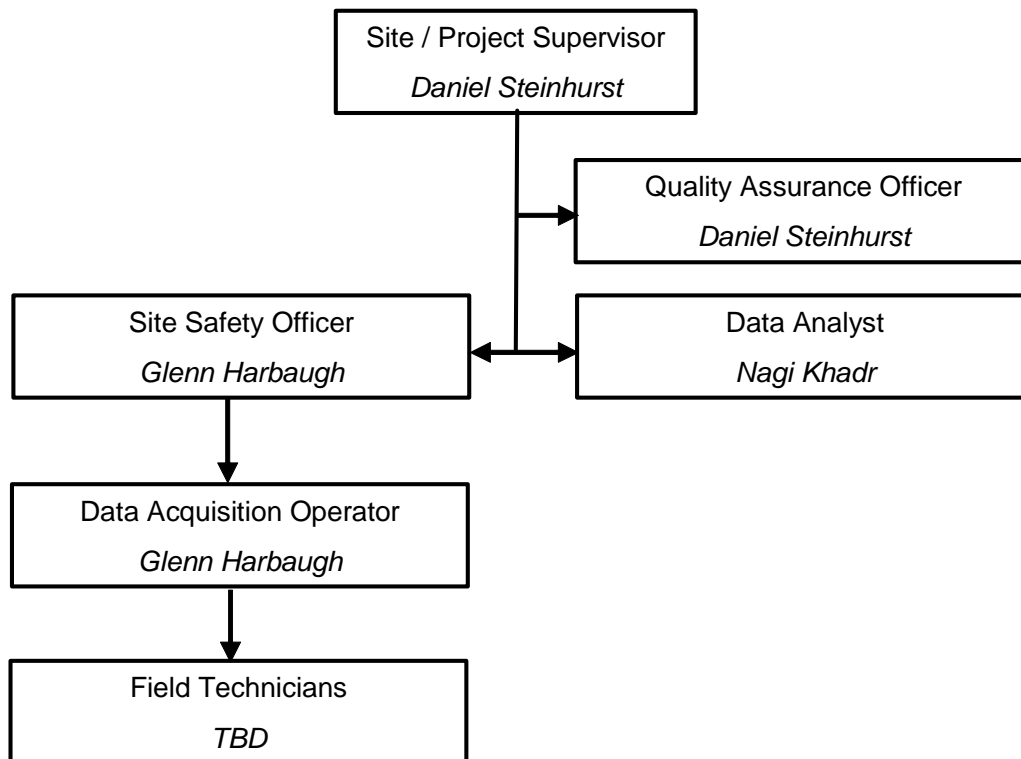 Site / Project Supervisor
Daniel Steinhurst
Quality Assurance Officer
Daniel Steinhurst
Site Safety Officer
Glenn Harbaugh
Data Analyst
Nagi Khadr
Data Acquisition Operator
Glenn Harbaugh
Field Technicians
TBD